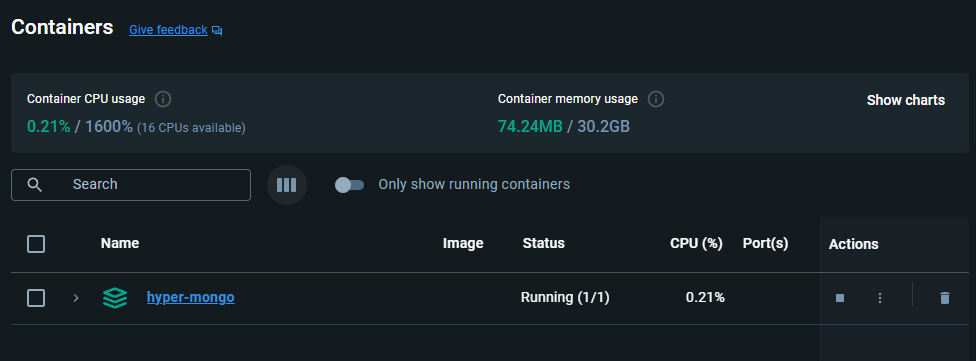 Containers Give feedback
Container CPU usage Container memory usage Show charts
0.21% / 1600% (16 CPUs available) 74.24MB / 30.2GB
Search Only show running containers
Name Image Status CPU (%) Port(s) Actions
hyper-mongo Running (1/1) 0.21%